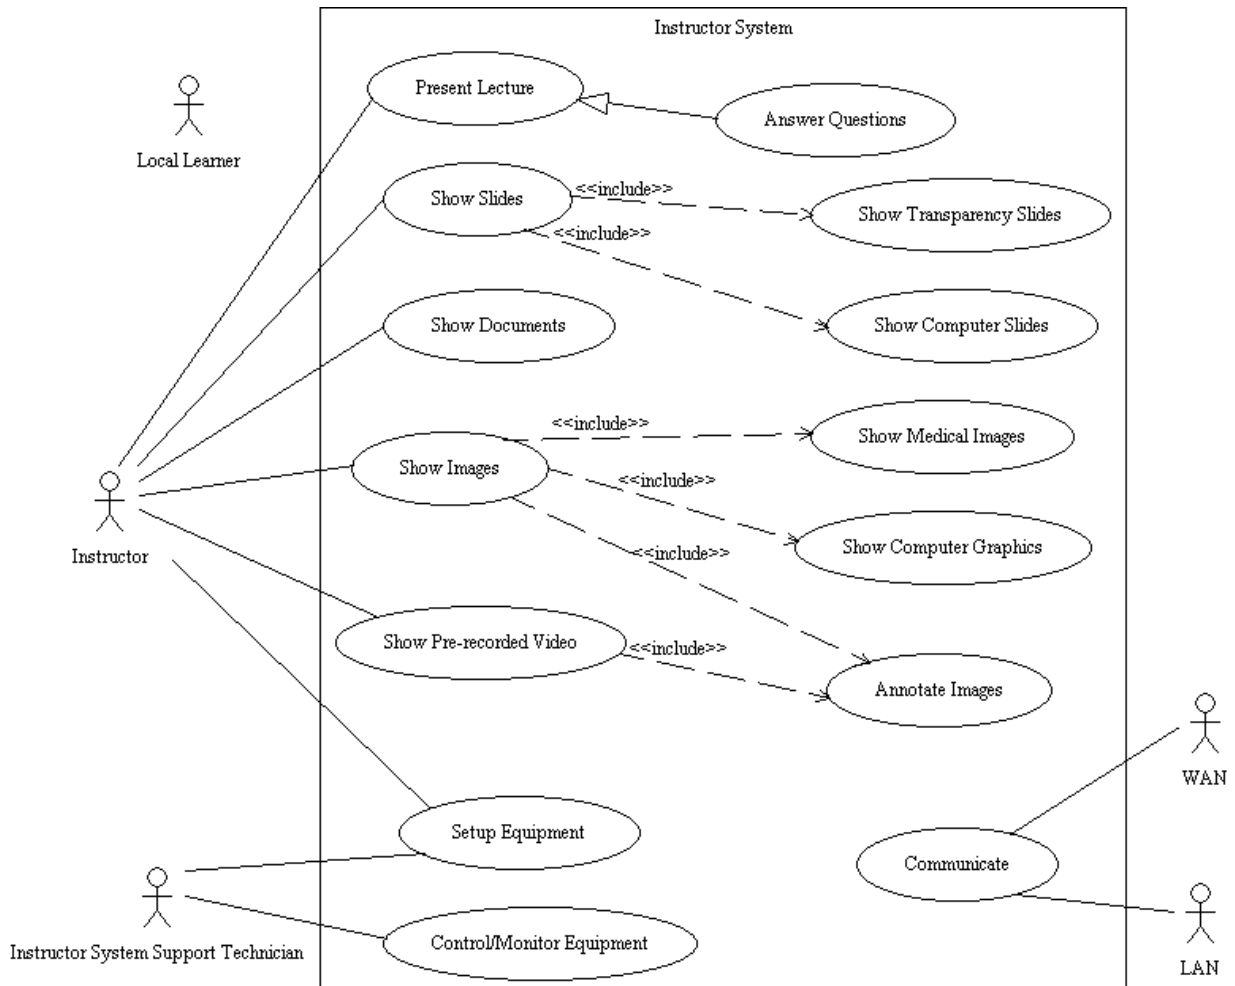 Instructor System
Present Lecture
Answer Questions
Local Learner
<<include>>
Show Slides
Show Transparency Slides
<<include>>
Show Documents
Show Computer Slides
<<include>>
Show Medical Images
Show Images
<<include>>
Show Computer Graphics
<<include>>
Instructor
Show Pre-recorded Video
<<include>>
Annotate Images
WAN
Setup Equipment
Communicate
Control/Monitor Equipment
Instructor System Support Technician
LAN